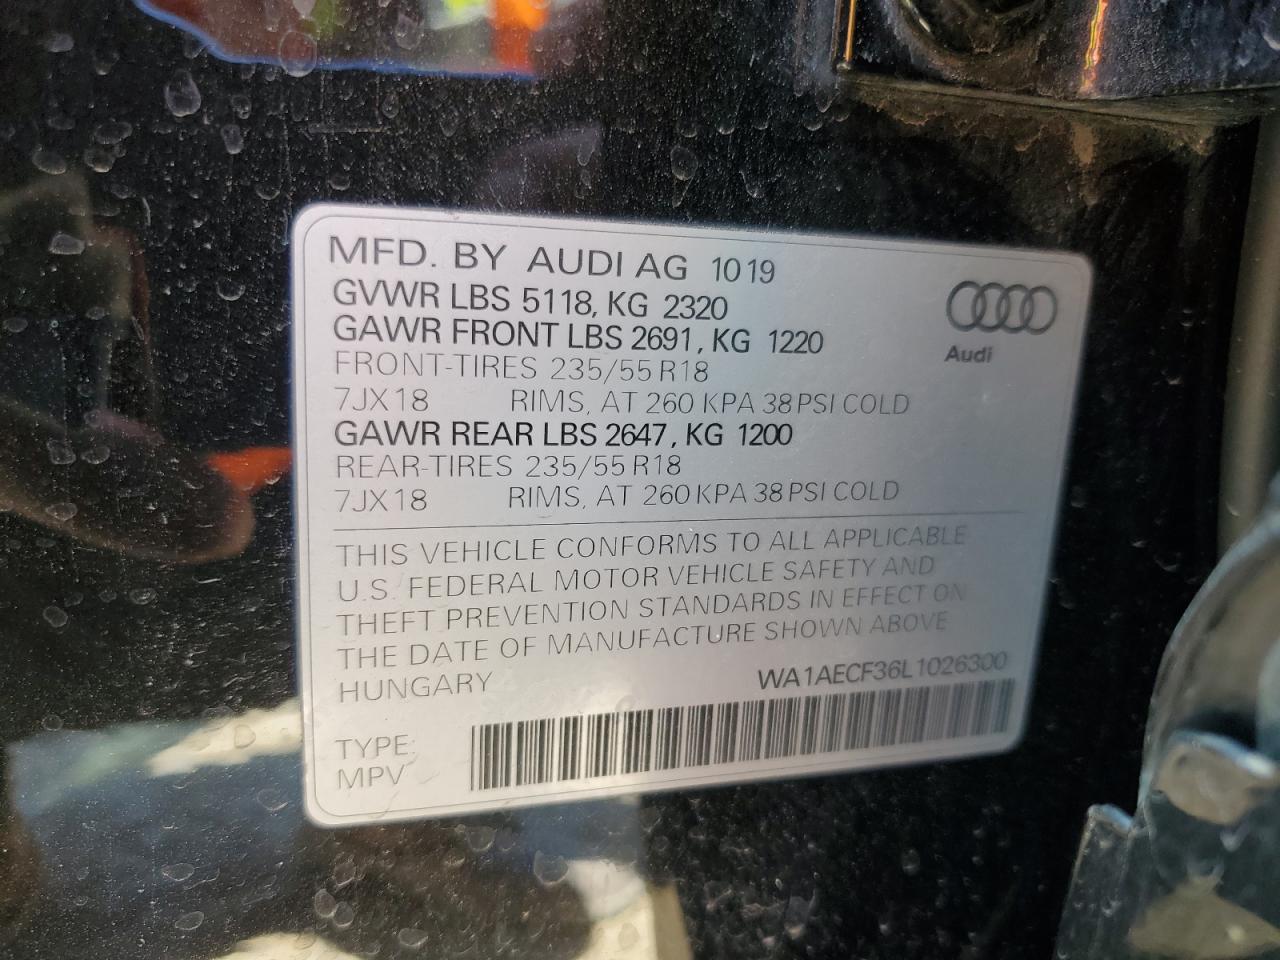 MFD. BY AUDI AG 1019
GVWR LBS 5118, KG 2320
GAWR FRONT LBS 2691, KG 1220
FRONT-TIRES 235/55 R18
7JX18 RIMS, AT 260 KPA 38 PSI COLD
GAWR REAR LBS 2647, KG 1200
REAR-TIRES 235/55 R18
7JX18 RIMS, AT 260 KPA 38 PSI COLD
Audi
THIS VEHICLE CONFORMS TO ALL APPLICABLE
U.S. FEDERAL MOTOR VEHICLE SAFETY AND
THEFT PREVENTION STANDARDS IN EFFECT ON
THE DATE OF MANUFACTURE SHOWN ABOVE
HUNGARY WA1AECF36L1026300
TYPE:
MPV